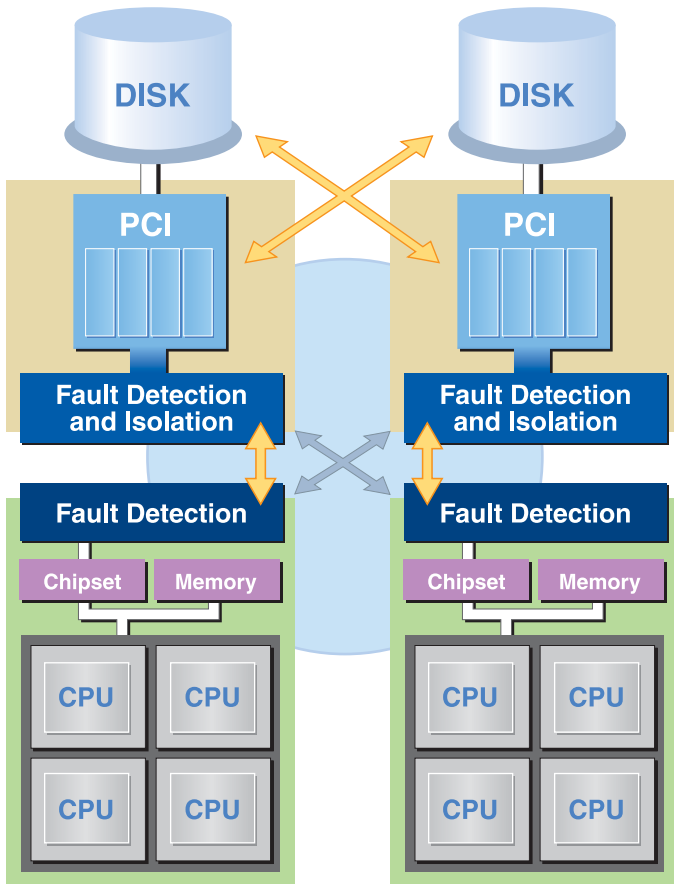 DISK
DISK
PCI
PCI
Fault Detection
and Isolation
Fault Detection
and Isolation
Fault Detection
Fault Detection
Chipset
Memory
Chipset
Memory
CPU
CPU
CPU
CPU
CPU
CPU
CPU
CPU